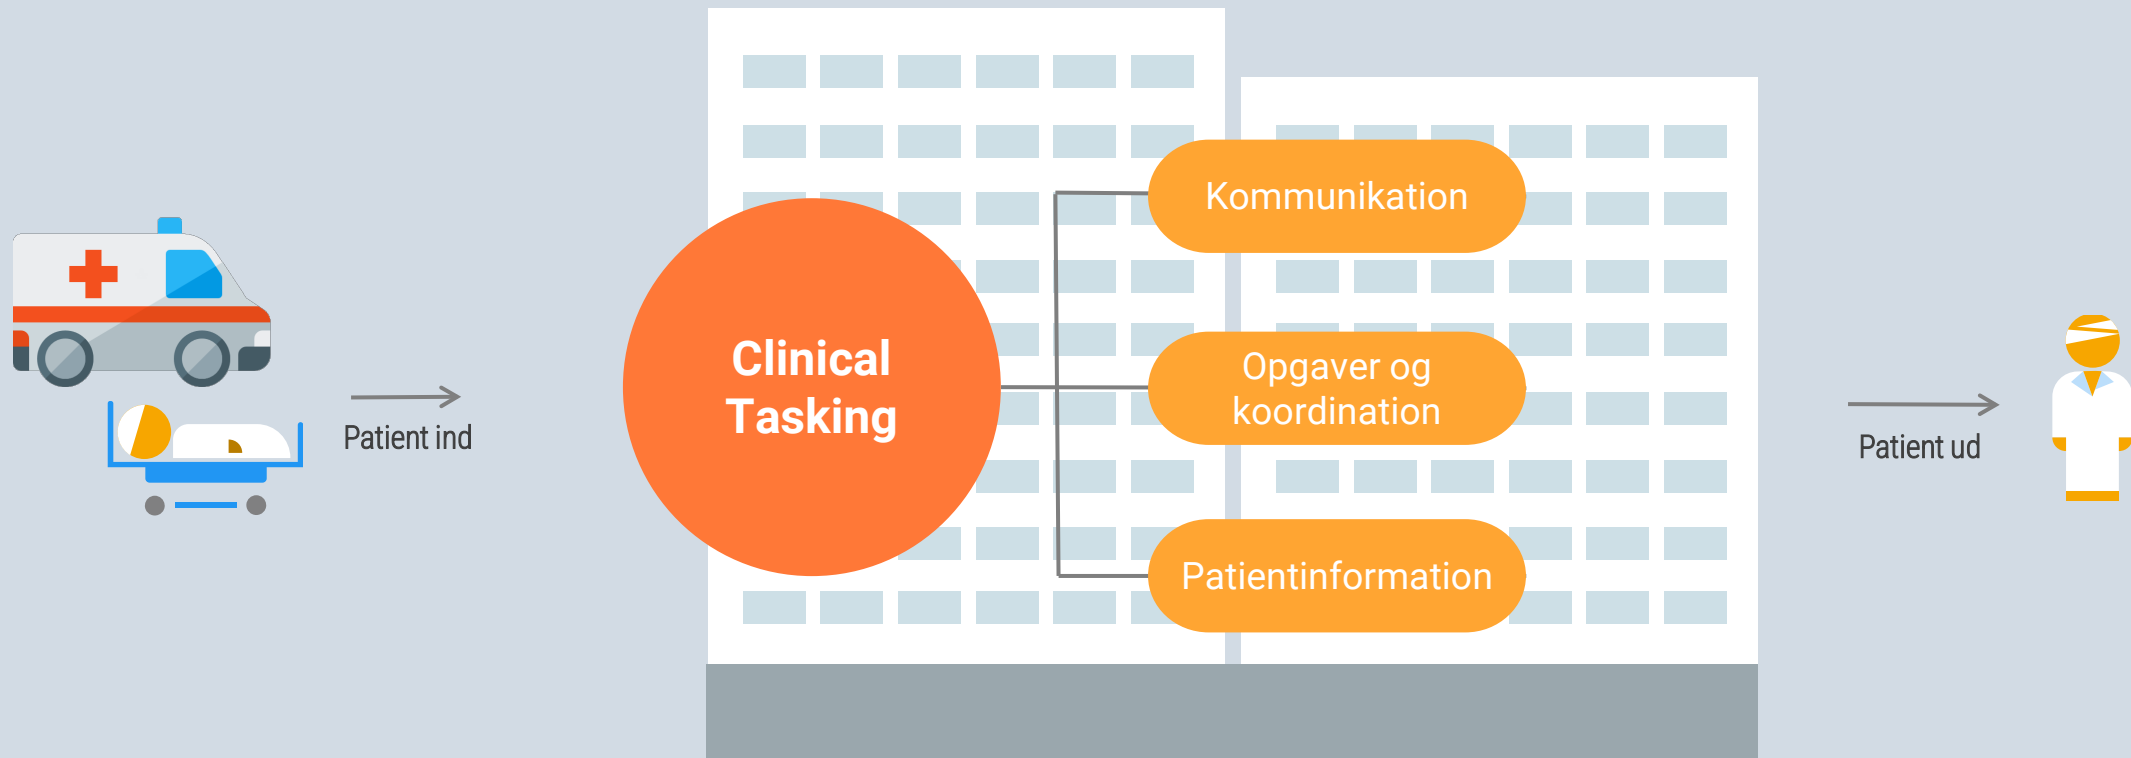 Kommunikation
Clinical
Tasking
Opgaver og
koordination
Patient ind
Patient ud
Patientinformation